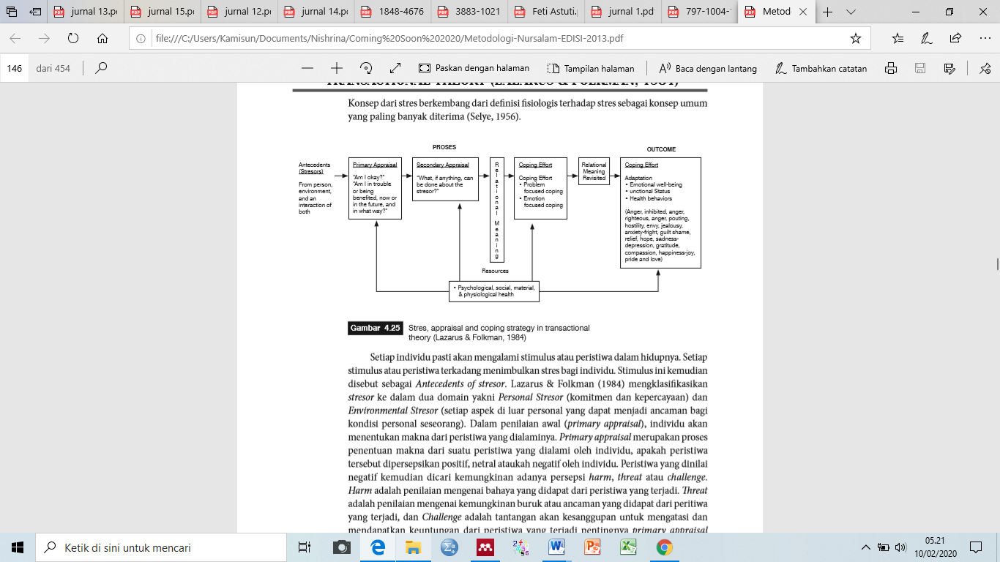 jurnal 13.pc
jurnal 15.pc
jurnal 12.p
jurnal 14.pc
1848-4676
3883-1021
Feti Astuti.
jurnal 1.pdf
797-1004-1
Metod
file:///C:/Users/Kamisun/Documents/Nishrina/Coming%20Soon%202020/Metodologi-Nursalam-EDISI-2013.pdf
146 dari 454
Paskan dengan halaman
Tampilan halaman
Baca dengan lantang
Tambahkan catatan
TRANSACTIONAL THEORY (LAZARUS & FOLKMAN, 1984)
Konsep dari stres berkembang dari definisi fisiologis terhadap stres sebagai konsep umum
yang paling banyak diterima (Selye, 1956).
PROSES
OUTCOME
Antecedents
(Stresors)
From person,
environment,
and an
interaction of
both
Primary Appraisal
"Am I okay?"
"Am I in trouble
or being
benefited, now or
in the future, and
in what way?"
Secondary Appraisal
"What, if anything, can
be done about the
stresor?"
Relational Meaning
Coping Effort
Coping Effort
• Problem
focused coping
• Emotion
focused coping
Relational
Meaning
Revisited
Coping Effort
Adaptation
• Emotional well-being
• unctional Status
• Health behaviors
(Anger, inhibited, anger,
righteous, anger, pouting,
hostility, envy, jealousy,
anxiety-fright, guilt shame,
relief, hope, sadness-
depression, gratitude,
compassion, happiness-joy,
pride and love)
Resources
• Psychological, social, material,
& physiological health
Gambar 4.25 Stres, appraisal and coping strategy in transactional
theory (Lazarus & Folkman, 1984)
Setiap individu pasti akan mengalami stimulus atau peristiwa dalam hidupnya. Setiap
stimulus atau peristiwa terkadang menimbulkan stres bagi individu. Stimulus ini kemudian
disebut sebagai Antecedents of stresor. Lazarus & Folkman (1984) mengklasifikasikan
stresor ke dalam dua domain yakni Personal Stresor (komitmen dan kepercayaan) dan
Environmental Stresor (setiap aspek di luar personal yang dapat menjadi ancaman bagi
kondisi personal seseorang). Dalam penilaian awal (primary appraisal), individu akan
menentukan makna dari peristiwa yang dialaminya. Primary appraisal merupakan proses
penentuan makna dari suatu peristiwa yang dialami oleh individu, apakah peristiwa
tersebut dipersepsikan positif, netral ataukah negatif oleh individu. Peristiwa yang dinilai
negatif kemudian dicari kemungkinan adanya persepsi harm, threat atau challenge.
Harm adalah penilaian mengenai bahaya yang didapat dari peristiwa yang terjadi. Threat
adalah penilaian mengenai kemungkinan buruk atau ancaman yang didapat dari peritiwa
yang terjadi, dan Challenge adalah tantangan akan kesanggupan untuk mengatasi dan
mendapatkan keuntungan dari peristiwa yang terjadi pentingnya primary appraisal
Ketik di sini untuk mencari
05.21
10/02/2020